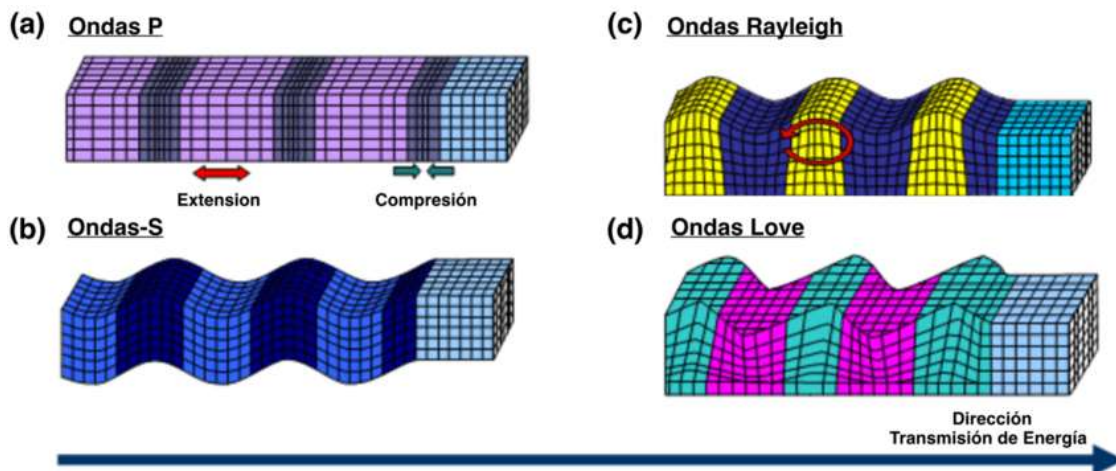 (a) Ondas P
Extension
Compresión
(b) Ondas-S
(c) Ondas Rayleigh
(d) Ondas Love
Dirección
Transmisión de Energía